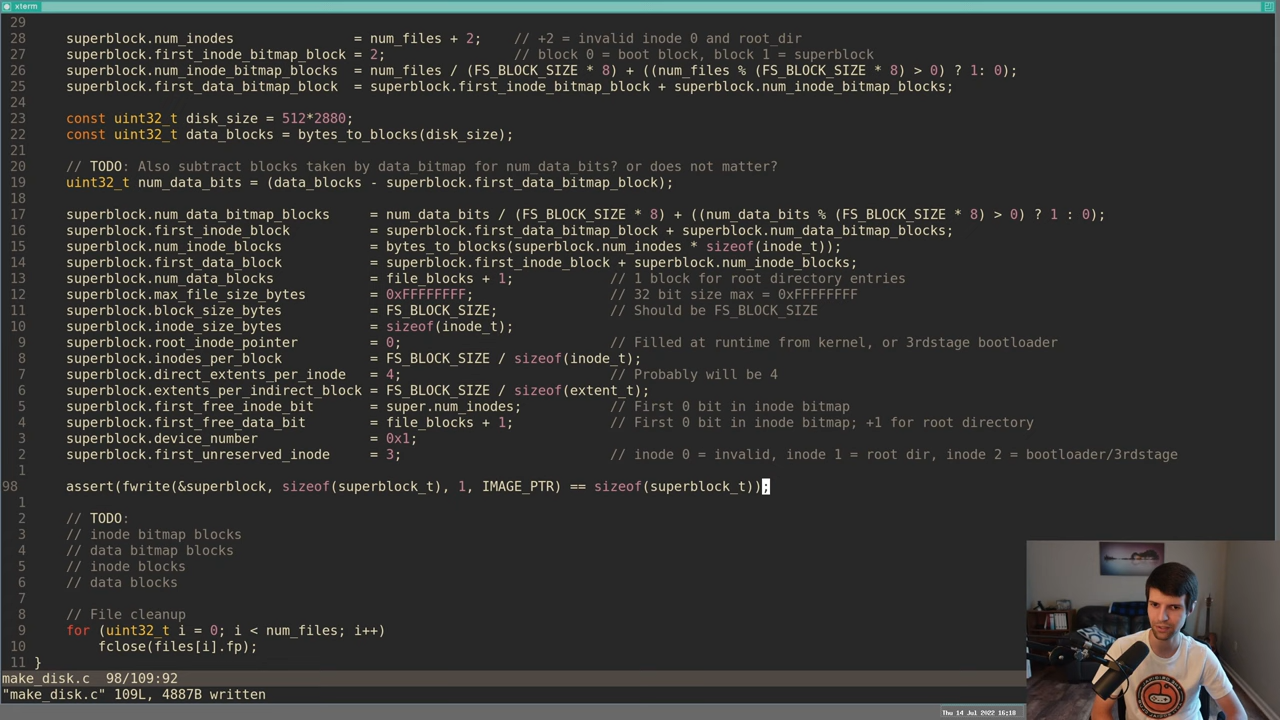 xterm
29
28 superblock.num_inodes = num_files + 2; // +2 = invalid inode 0 and root_dir
27 superblock.first_inode_bitmap_block = 2; // block 0 = boot block, block 1 = superblock
26 superblock.num_inode_bitmap_blocks = num_files / (FS_BLOCK_SIZE * 8) + ((num_files % (FS_BLOCK_SIZE * 8) > 0) ? 1: 0);
25 superblock.first_data_bitmap_block = superblock.first_inode_bitmap_block + superblock.num_inode_bitmap_blocks;
24
23 const uint32_t disk_size = 512*2880;
22 const uint32_t data_blocks = bytes_to_blocks(disk_size);
21
20 // TODO: Also subtract blocks taken by data_bitmap for num_data_bits? or does not matter?
19 uint32_t num_data_bits = (data_blocks - superblock.first_data_bitmap_block);
18
17 superblock.num_data_bitmap_blocks = num_data_bits / (FS_BLOCK_SIZE * 8) + ((num_data_bits % (FS_BLOCK_SIZE * 8) > 0) ? 1 : 0);
16 superblock.first_inode_block = superblock.first_data_bitmap_block + superblock.num_data_bitmap_blocks;
15 superblock.num_inode_blocks = bytes_to_blocks(superblock.num_inodes * sizeof(inode_t));
14 superblock.first_data_block = superblock.first_inode_block + superblock.num_inode_blocks;
13 superblock.num_data_blocks = file_blocks + 1; // 1 block for root directory entries
12 superblock.max_file_size_bytes = 0xFFFFFFFF; // 32 bit size max = 0xFFFFFFFF
11 superblock.block_size_bytes = FS_BLOCK_SIZE; // Should be FS_BLOCK_SIZE
10 superblock.inode_size_bytes = sizeof(inode_t);
9 superblock.root_inode_pointer = 0; // Filled at runtime from kernel, or 3rdstage bootloader
8 superblock.inodes_per_block = FS_BLOCK_SIZE / sizeof(inode_t);
7 superblock.direct_extents_per_inode = 4; // Probably will be 4
6 superblock.extents_per_indirect_block = FS_BLOCK_SIZE / sizeof(extent_t);
5 superblock.first_free_inode_bit = super.num_inodes; // First 0 bit in inode bitmap
4 superblock.first_free_data_bit = file_blocks + 1; // First 0 bit in inode bitmap; +1 for root directory
3 superblock.device_number = 0x1;
2 superblock.first_unreserved_inode = 3; // inode 0 = invalid, inode 1 = root dir, inode 2 = bootloader/3rdstage
1
98 assert(fwrite(&superblock, sizeof(superblock_t), 1, IMAGE_PTR) == sizeof(superblock_t));
1
2 // TODO:
3 // inode bitmap blocks
4 // data bitmap blocks
5 // inode blocks
6 // data blocks
7
8 // File cleanup
9 for (uint32_t i = 0; i < num_files; i++)
10 fclose(files[i].fp);
11 }
make_disk.c 98/109:92
"make_disk.c" 109L, 4887B written
Thu 14 Jul 2022 16:18